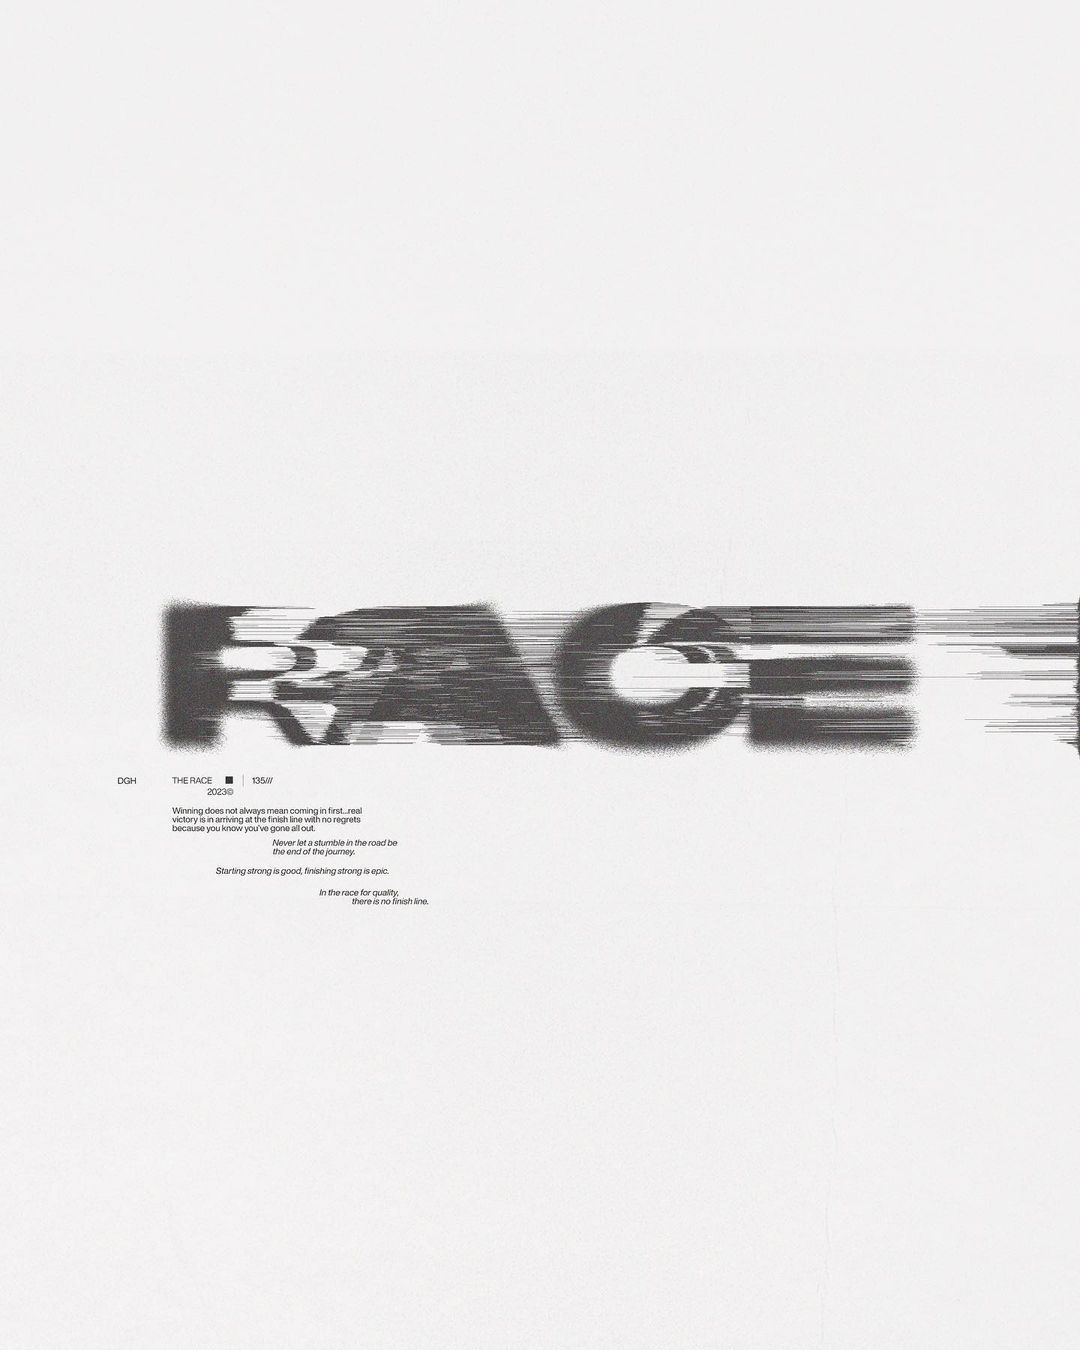 RACE
DGH
THE RACE ■ | 135///
2023©
Winning does not always mean coming in first...real
victory is in arriving at the finish line with no regrets
because you know you've gone all out.
Never let a stumble in the road be
the end of the journey.
Starting strong is good, finishing strong is epic.
In the race for quality,
there is no finish line.